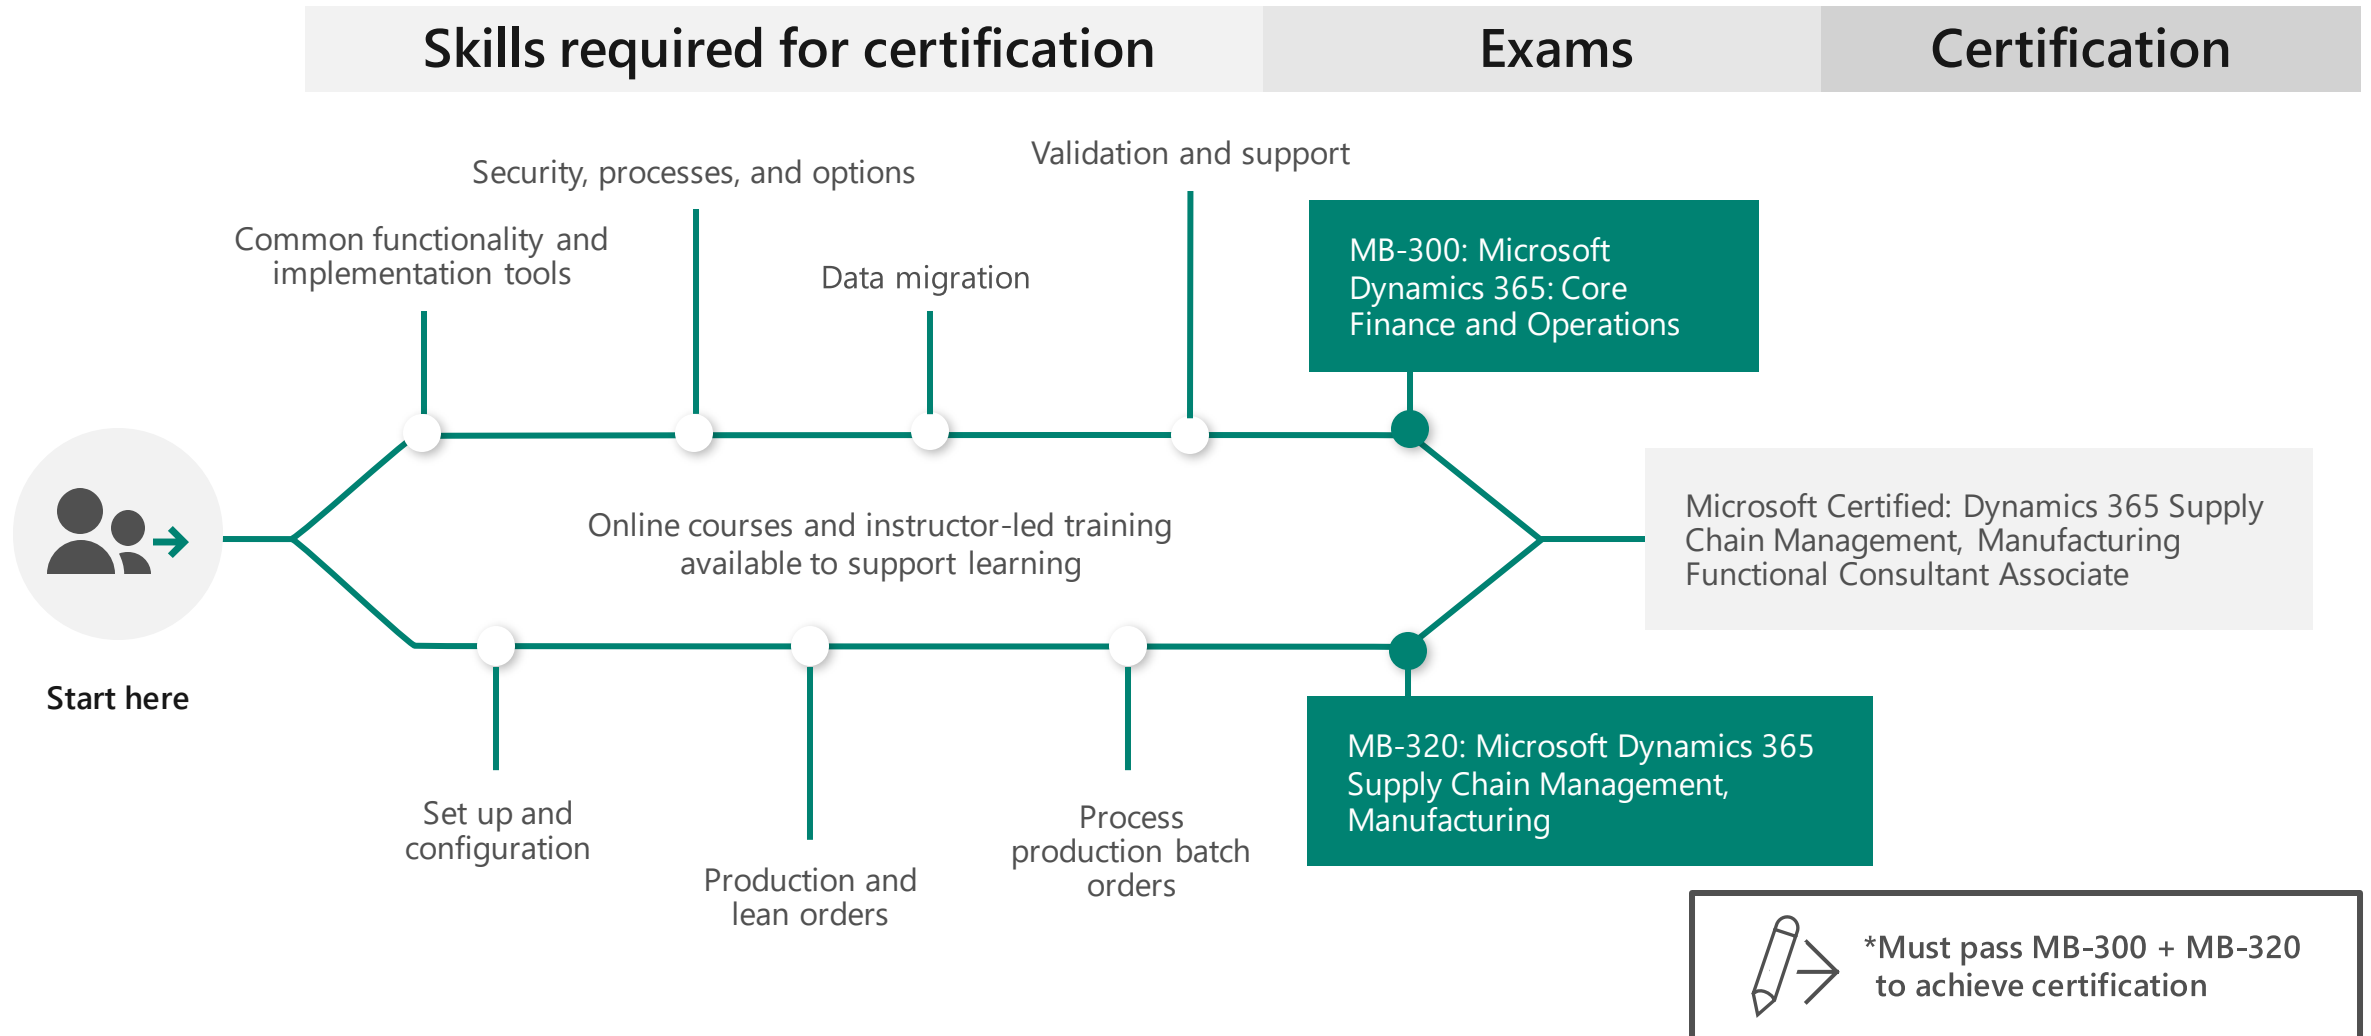 Skills required for certification
Exams
Certification
Validation and support
Security, processes, and options
Common functionality and
implementation tools
Data migration
MB-300: Microsoft
Dynamics 365: Core
Finance and Operations
Online courses and instructor-led training
available to support learning
Microsoft Certified: Dynamics 365 Supply
Chain Management, Manufacturing
Functional Consultant Associate
Start here
Set up and
configuration
Production and
lean orders
Process
production batch
orders
MB-320: Microsoft Dynamics 365
Supply Chain Management,
Manufacturing
*Must pass MB-300 + MB-320
to achieve certification